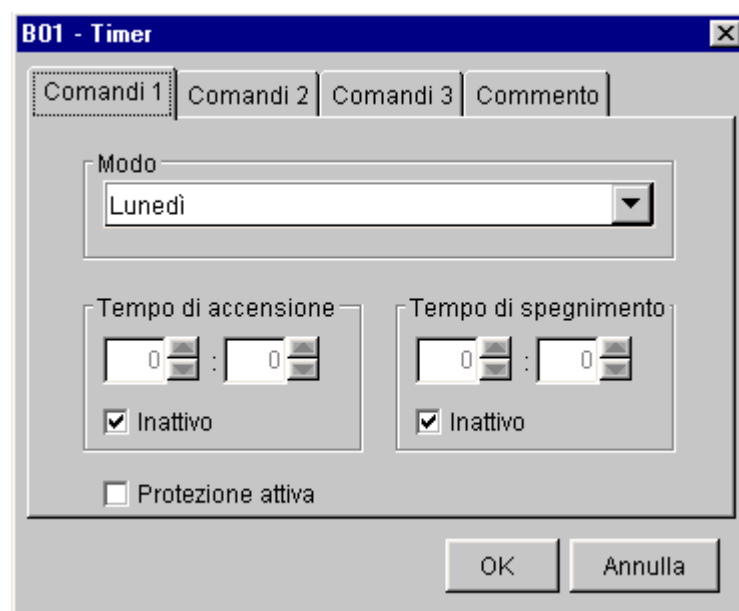 B01 - Timer
Comandi 1 Comandi 2 Comandi 3 Commento
Modo
Lunedì
Tempo di accensione Tempo di spegnimento
0 : 0 0 : 0
Inattivo Inattivo
Protezione attiva
OK Annulla